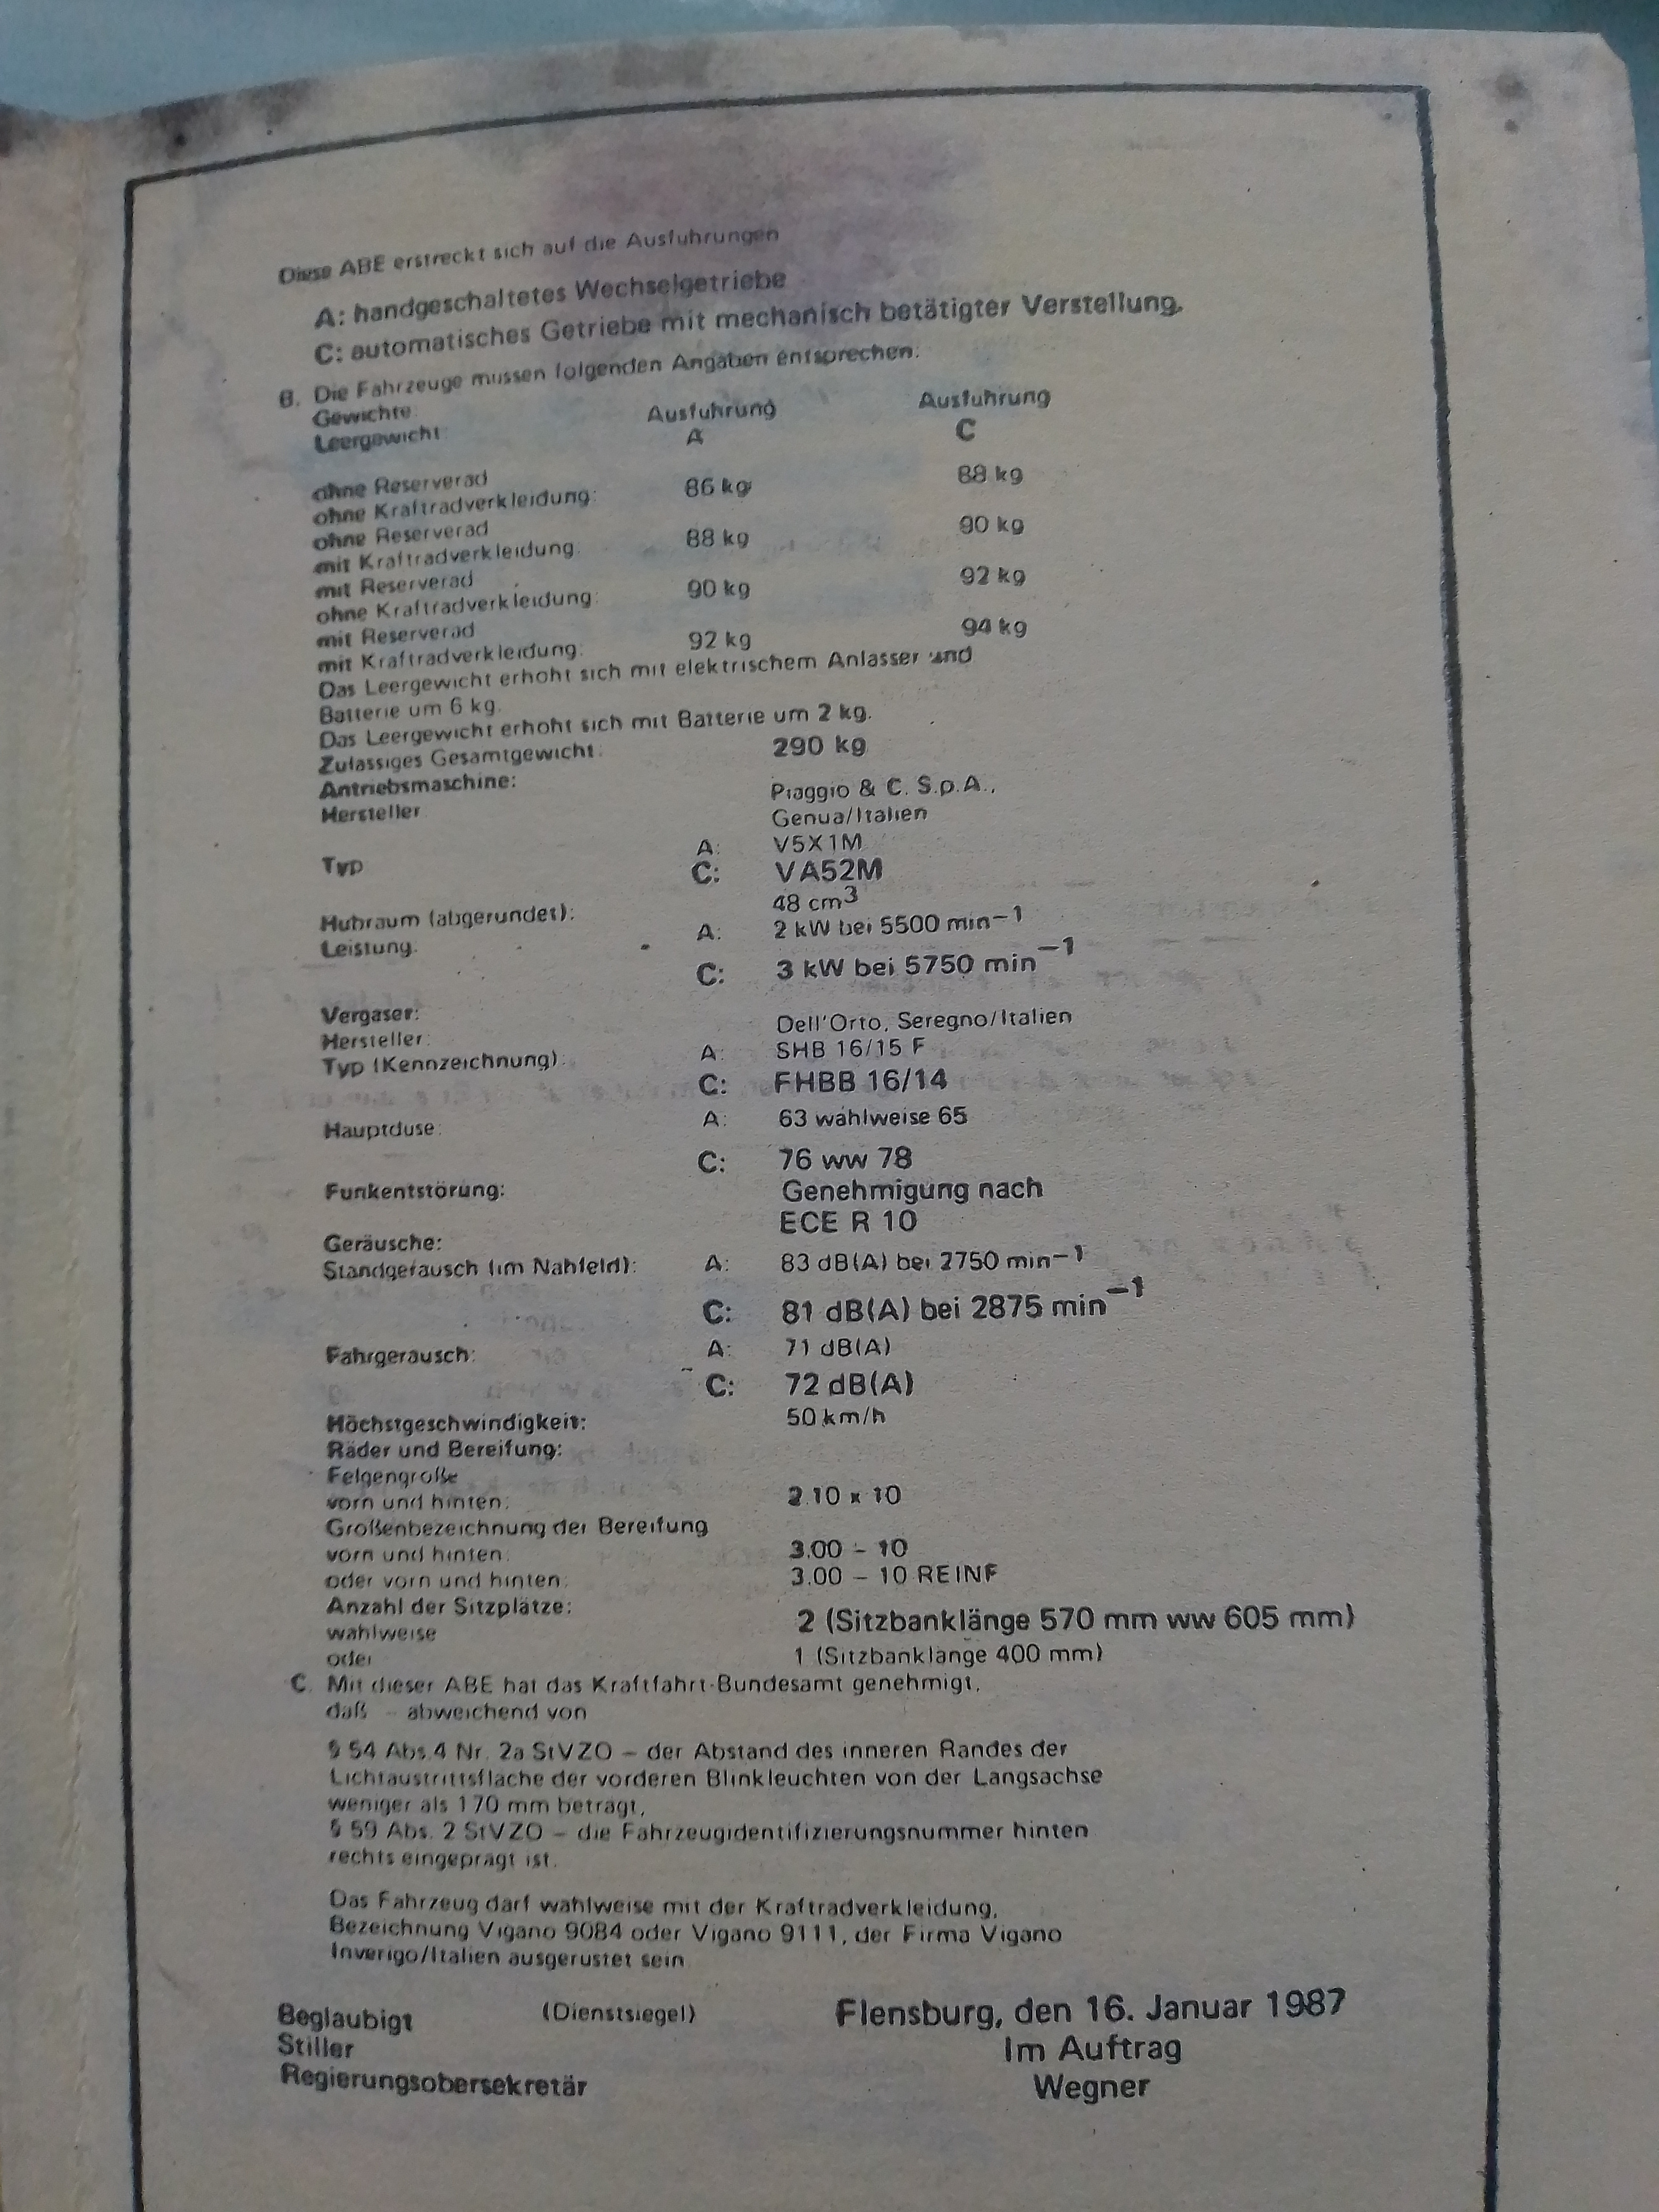 Diese ABE erstreckt sich auf die Ausfuhrungen
A: handgeschaltetes Wechselgetriebe
C: automatisches Getriebe mit mechanisch betätigter Verstellung.
B. Die Fahrzeuge mussen folgenden Angaben entsprechen:
Gewichte: Ausfuhrung Ausfuhrung
Leergewicht: A C
ohne Reserverad
ohne Kraftradverkleidung: 86 kg 88 kg
ohne Reserverad
mit Kraftradverkleidung: 88 kg 90 kg
mit Reserverad
ohne Kraftradverkleidung: 90 kg 92 kg
mit Reserverad
mit Kraftradverkleidung: 92 kg 94 kg
Das Leergewicht erhoht sich mit elektrischem Anlasser und
Batterie um 6 kg.
Das Leergewicht erhoht sich mit Batterie um 2 kg.
Zulassiges Gesamtgewicht: 290 kg
Antriebsmaschine:
Hersteller Piaggio & C. S.p.A.,
Genua/Italien
Typ A: V5X1M
C: VA52M
Hubraum (abgerundet): 48 cm³
Leistung: A: 2 kW bei 5500 min−1
C: 3 kW bei 5750 min−1
Vergaser:
Hersteller: Dell'Orto, Seregno/Italien
Typ (Kennzeichnung): A: SHB 16/15 F
C: FHBB 16/14
Hauptduse: A: 63 wahlweise 65
C: 76 ww 78
Funkentstörung: Genehmigung nach
ECE R 10
Geräusche:
Standgerausch (im Nahfeld): A: 83 dB(A) bei 2750 min−1
C: 81 dB(A) bei 2875 min−1
Fahrgerausch: A: 71 dB(A)
C: 72 dB(A)
Höchstgeschwindigkeit: 50 km/h
Räder und Bereifung:
Felgengroße
vorn und hinten: 2.10 x 10
Großenbezeichnung der Bereifung
vorn und hinten: 3.00 – 10
oder vorn und hinten: 3.00 – 10 REINF
Anzahl der Sitzplätze: 2 (Sitzbanklänge 570 mm ww 605 mm)
wahlweise
oder 1 (Sitzbanklange 400 mm)
C. Mit dieser ABE hat das Kraftfahrt-Bundesamt genehmigt,
daß – abweichend von
§ 54 Abs.4 Nr. 2a StVZO – der Abstand des inneren Randes der
Lichtaustrittsflache der vorderen Blinkleuchten von der Langsachse
weniger als 170 mm betragt,
§ 59 Abs. 2 StVZO – die Fahrzeugidentifizierungsnummer hinten
rechts eingepragt ist.
Das Fahrzeug darf wahlweise mit der Kraftradverkleidung,
Bezeichnung Vigano 9084 oder Vigano 9111, der Firma Vigano
Inverigo/Italien ausgerustet sein
Beglaubigt (Dienstsiegel) Flensburg, den 16. Januar 1987
Stiller Im Auftrag
Regierungsobersekretär Wegner